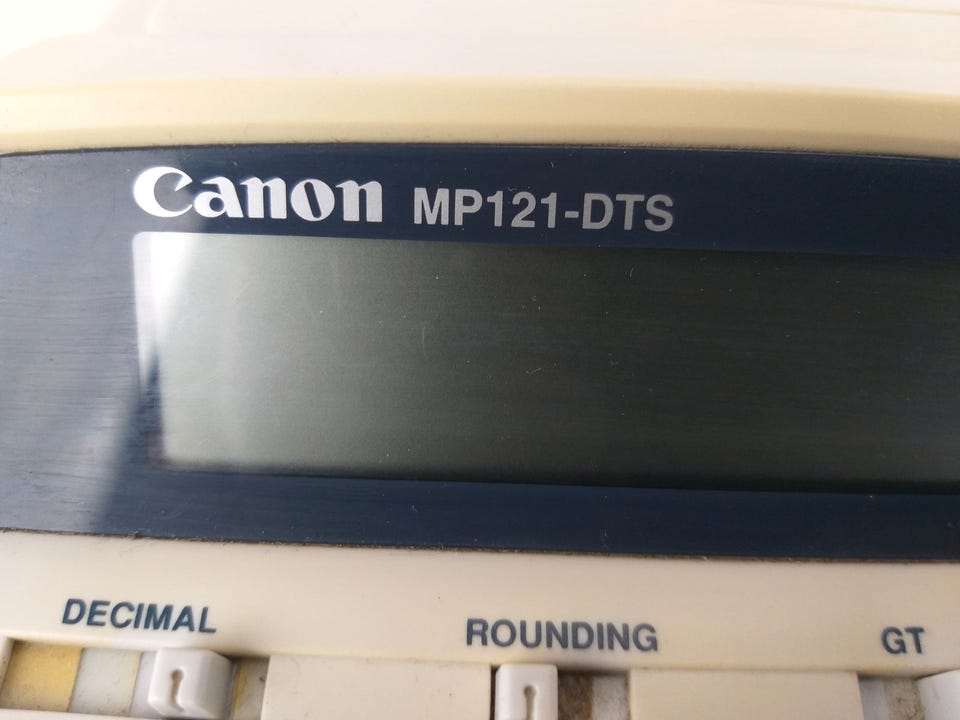 Canon MP121-DTS
DECIMAL ROUNDING GT